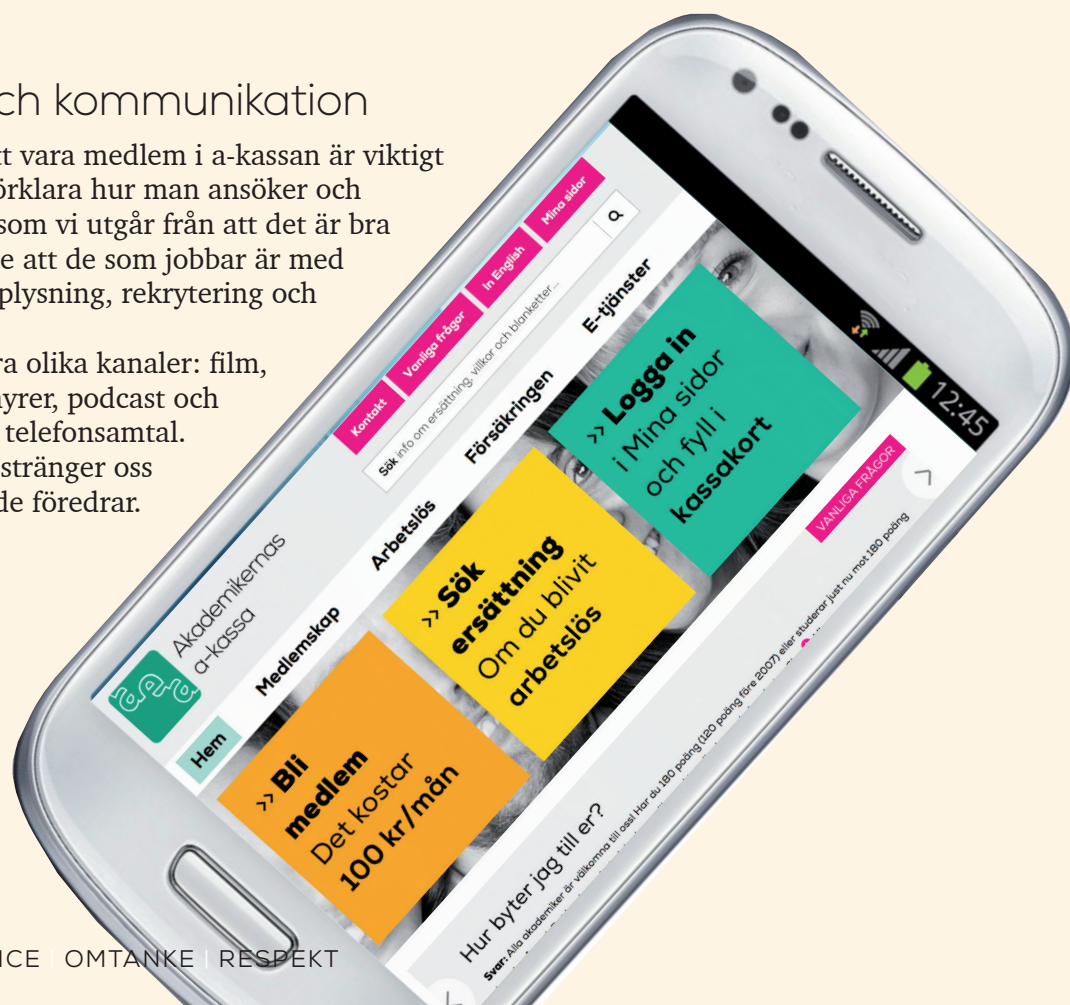 ch kommunikation
tt vara medlem i a-kassan är viktigt
örklara hur man ansöker och
som vi utgår från att det är bra
e att de som jobbar är med
plysning, rekrytering och
ra olika kanaler: film,
yrer, podcast och
telefonsamtal.
stränger oss
de föredrar.
12:45
Kontakt
Vanliga frågor
In English
Mina sidor
Sök info om ersättning, villkor och blanketter...
aea
Akademikernas
a-kassa
Hem
Medlemskap
Arbetslös
Försäkringen
E-tjänster
>> Bli
medlem
Det kostar
100 kr/mån
>> Sök
ersättning
Om du blivit
arbetslös
>> Logga in
i Mina sidor
och fyll i
kassakort
VANLIGA FRÅGOR
Hur byter jag till er?
Svar: Alla akademiker är välkomna till oss! Har du 180 poäng (120 poäng före 2007) eller studerar just nu mot 180 poäng
ICE | OMTANKE | RESPEKT